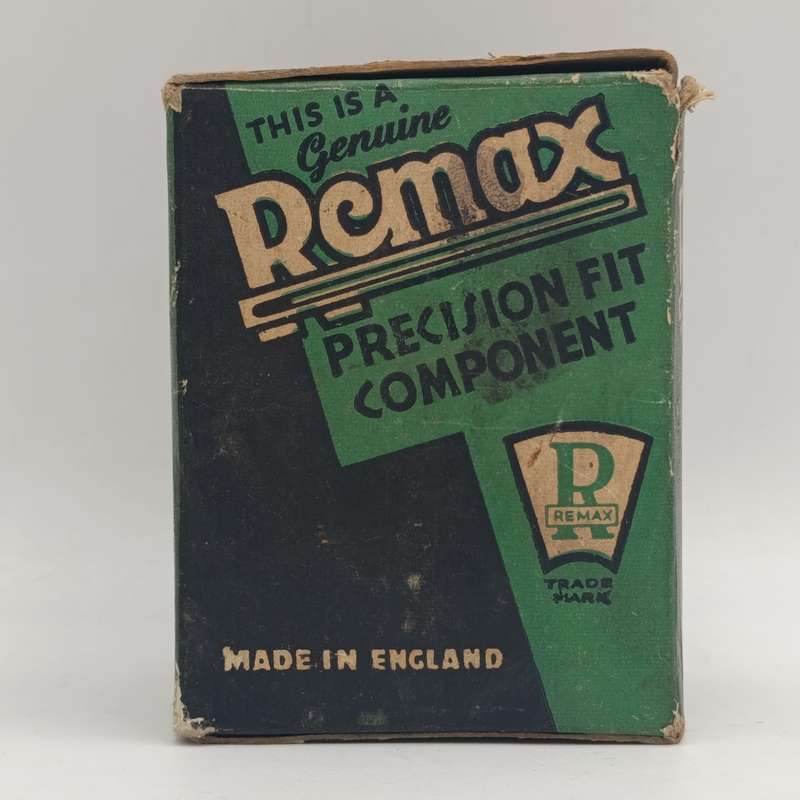 THIS IS A
Genuine
Remax
PRECISION FIT
COMPONENT
R
REMAX
TRADE
MARK
MADE IN ENGLAND